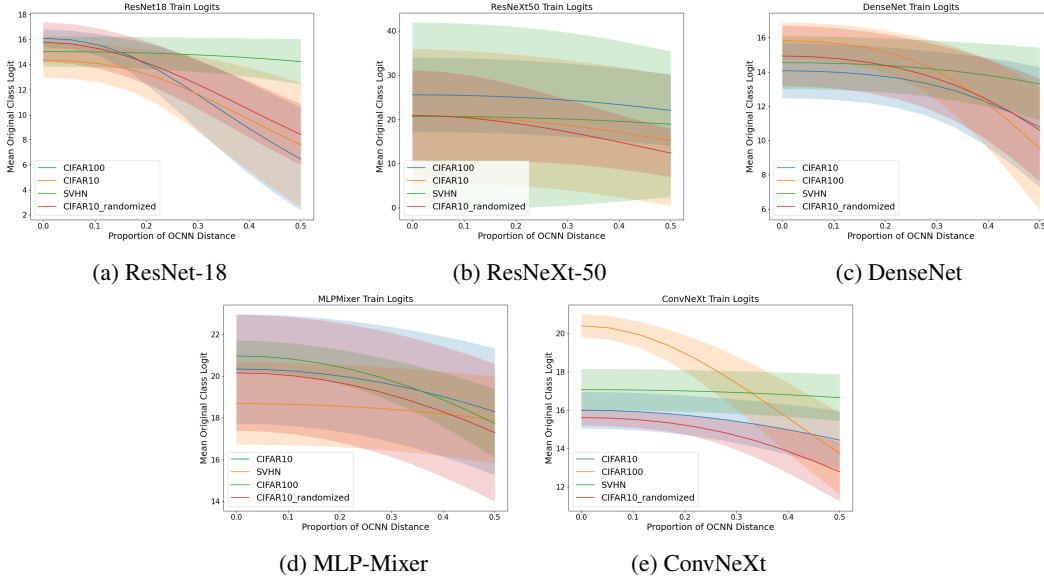 ResNet18 Train Logits
Mean Original Class Logit
16
14
12
10
8
6
4
2
CIFAR100
CIFAR10
SVHN
CIFAR10_randomized
0.0 0.1 0.2 0.3 0.4 0.5
Proportion of OCNN Distance
(a) ResNet-18
ResNeXt50 Train Logits
Mean Original Class Logit
40
30
20
10
0
CIFAR100
CIFAR10
SVHN
CIFAR10_randomized
0.0 0.1 0.2 0.3 0.4 0.5
Proportion of OCNN Distance
(b) ResNeXt-50
DenseNet Train Logits
Mean Original Class Logit
16
14
12
10
8
6
CIFAR10
CIFAR100
SVHN
CIFAR10_randomized
0.0 0.1 0.2 0.3 0.4 0.5
Proportion of OCNN Distance
(c) DenseNet
MLPMixer Train Logits
Mean Original Class Logit
22
20
18
16
14
CIFAR10
SVHN
CIFAR100
CIFAR10_randomized
0.0 0.1 0.2 0.3 0.4 0.5
Proportion of OCNN Distance
(d) MLP-Mixer
ConvNeXt Train Logits
Mean Original Class Logit
20
18
16
14
12
CIFAR10
CIFAR100
SVHN
CIFAR10_randomized
0.0 0.1 0.2 0.3 0.4 0.5
Proportion of OCNN Distance
(e) ConvNeXt